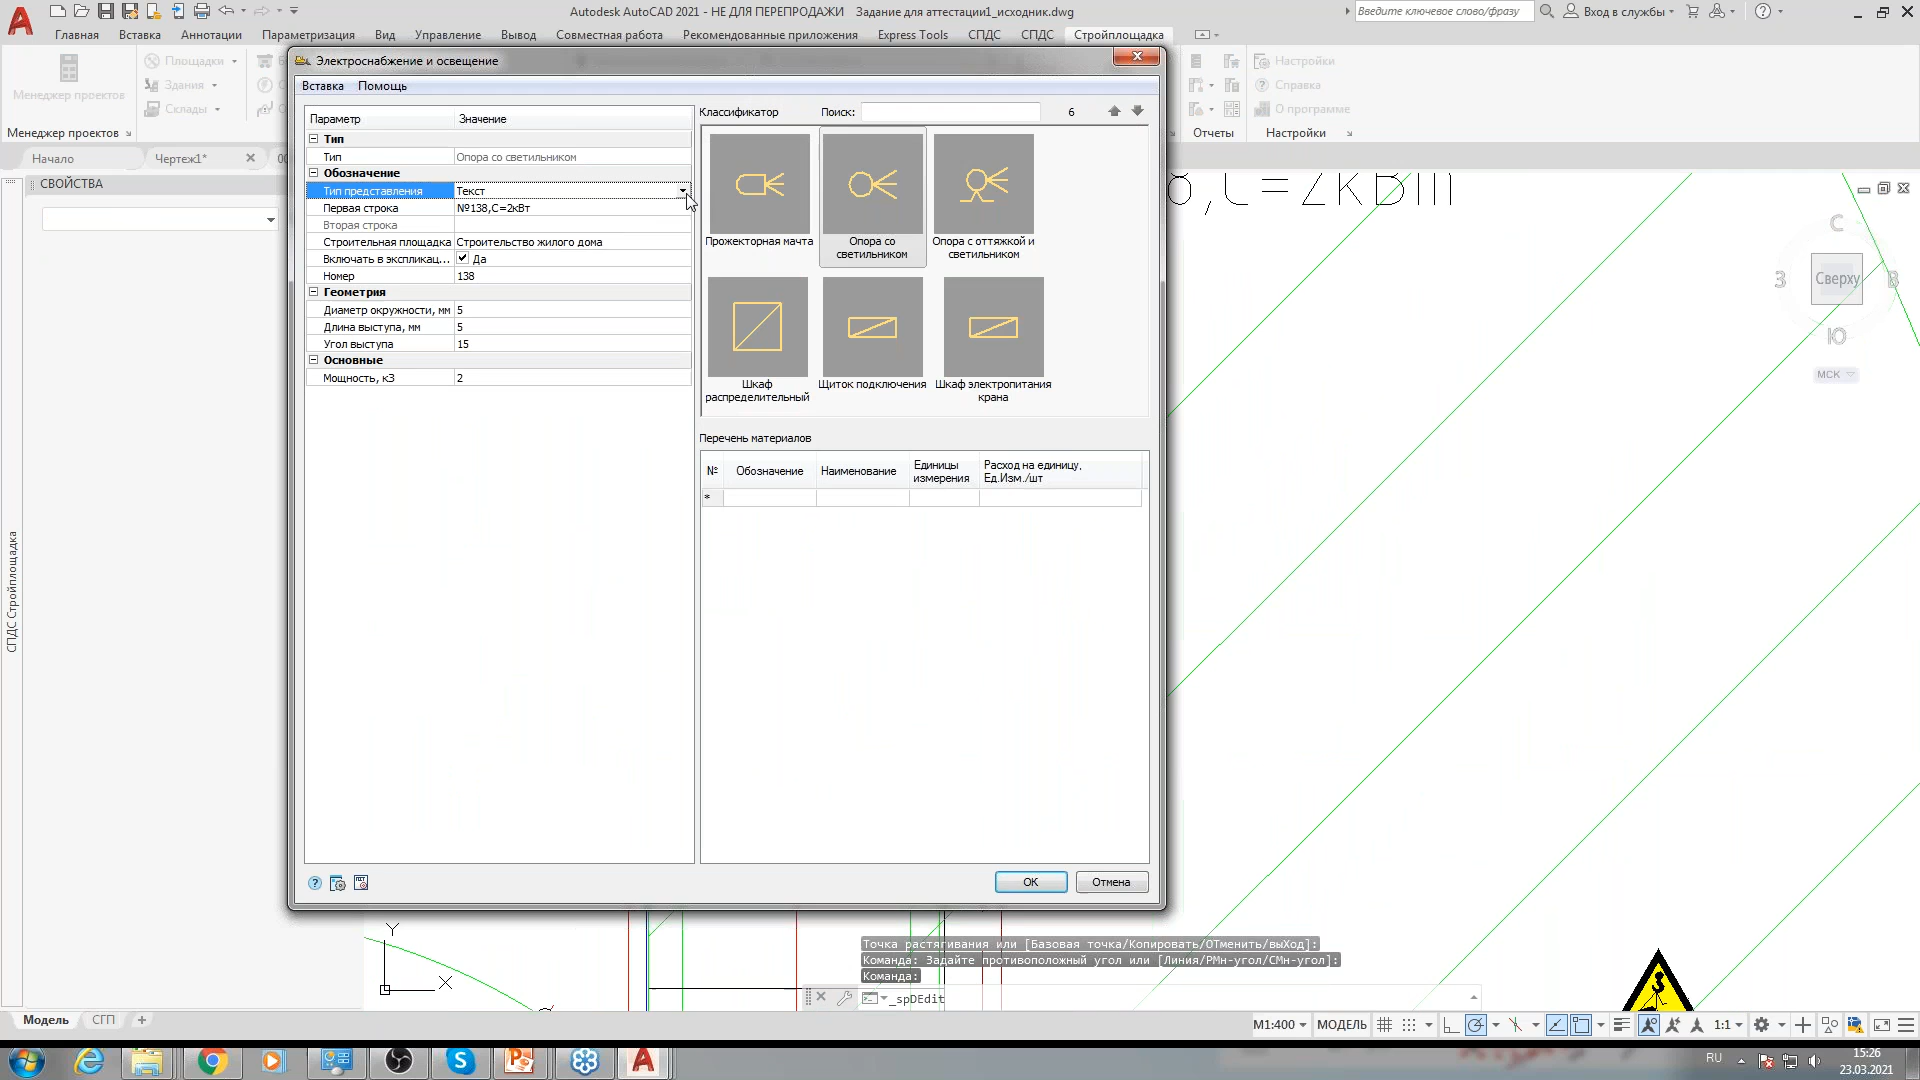 Autodesk AutoCAD 2021 - НЕ ДЛЯ ПЕРЕПРОДАЖИ Задание для аттестации1_исходник.dwg
Введите ключевое слово/фразу
Вход в службы
Главная Вставка Аннотации Параметризация Вид Управление Вывод Совместная работа Рекомендованные приложения Express Tools СПДС СПДС Стройплощадка
Менеджер проектов
Менеджер проектов
Площадки
Здания
Склады
Настройки
Справка
О программе
Отчеты
Настройки
Начало
Чертеж1*
СВОЙСТВА
СПДС Стройплощадка
Электроснабжение и освещение
Вставка Помощь
Параметр Значение
Тип
Тип Опора со светильником
Обозначение
Тип представления Текст
Первая строка №138,С=2кВт
Вторая строка
Строительная площадка Строительство жилого дома
Включать в экспликац... Да
Номер 138
Геометрия
Диаметр окружности, мм 5
Длина выступа, мм 5
Угол выступа 15
Основные
Мощность, кЗ 2
Классификатор Поиск: 6
Прожекторная мачта
Опора со светильником
Опора с оттяжкой и светильником
Шкаф распределительный
Щиток подключения
Шкаф электропитания крана
Перечень материалов
№ Обозначение Наименование Единицы измерения Расход на единицу, Ед.Изм./шт
*
ОК Отмена
8,С=2кВт
С
З Сверху В
Ю
МСК
Y
X
Точка растягивания или [Базовая точка/Копировать/ОТменить/выХод]:
Команда: Задайте противоположный угол или [Линия/РМн-угол/СМн-угол]:
Команда:
_spDEdit
Модель СГП +
М1:400 МОДЕЛЬ 1:1
RU
15:26
23.03.2021